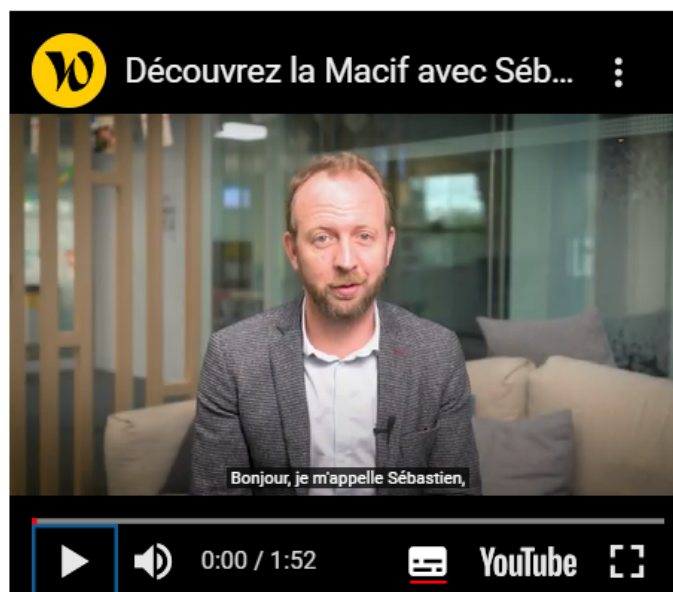 W
Découvrez la Macif avec Séb...
Bonjour, je m'appelle Sébastien,
0:00 / 1:52
YouTube